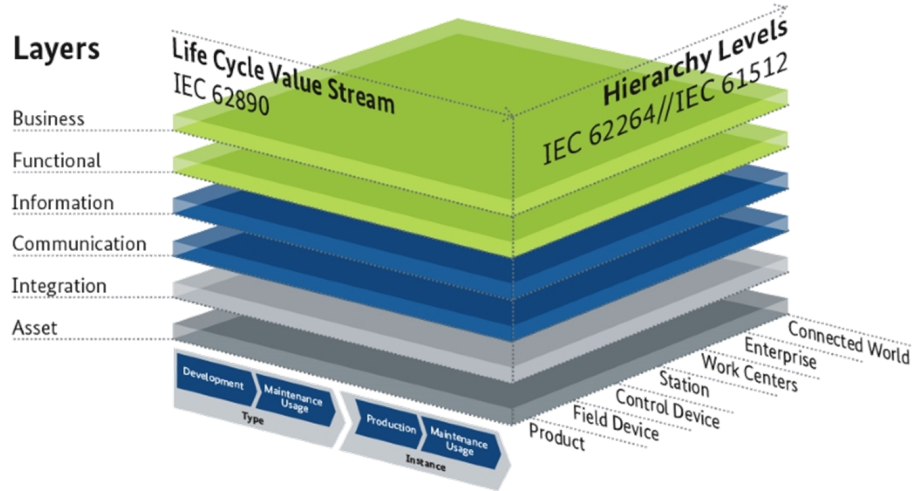 Layers
Life Cycle Value Stream
IEC 62890
Hierarchy Levels
IEC 62264//IEC 61512
Business
Functional
Information
Communication
Integration
Asset
Development
Maintenance
Usage
Type
Production
Maintenance
Usage
Instance
Connected World
Enterprise
Work Centers
Station
Control Device
Field Device
Product